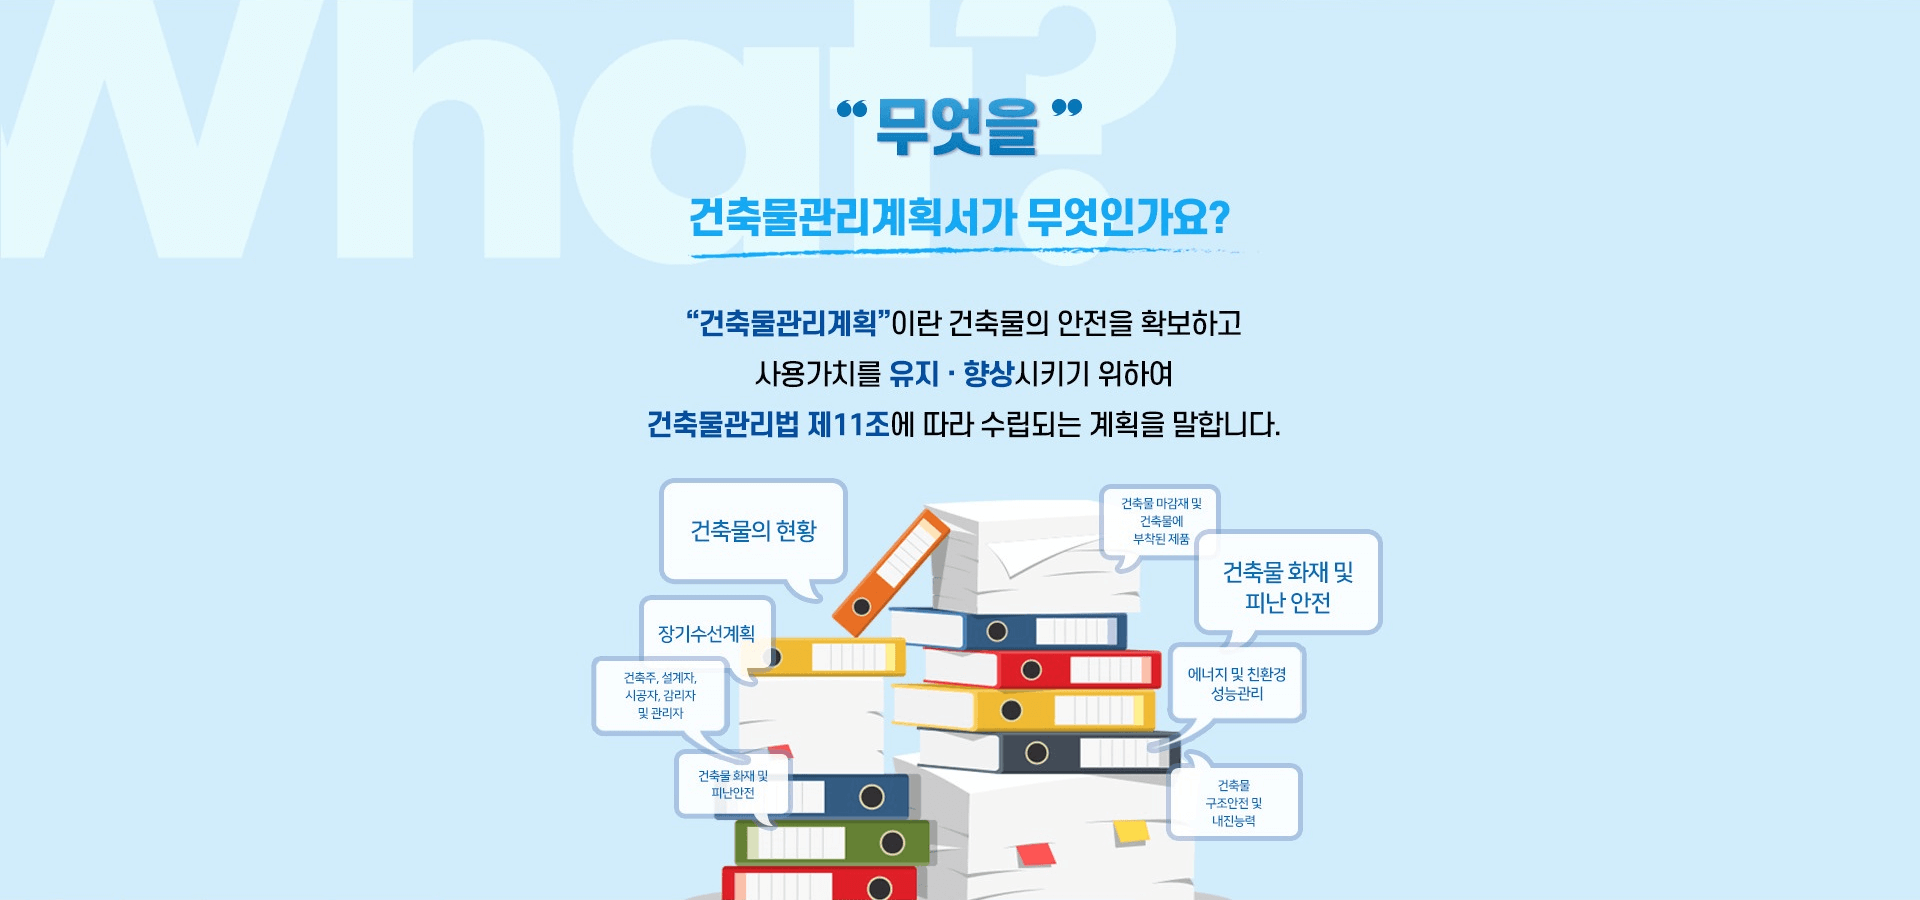 What?
“ 무엇을 ”
건축물관리계획서가 무엇인가요?
“건축물관리계획”이란 건축물의 안전을 확보하고
사용가치를 유지 · 향상시키기 위하여
건축물관리법 제11조에 따라 수립되는 계획을 말합니다.
건축물의 현황
장기수선계획
건축주, 설계자,
시공자, 감리자
및 관리자
건축물 화재 및
피난안전
건축물 마감재 및
건축물에
부착된 제품
건축물 화재 및
피난 안전
에너지 및 친환경
성능관리
건축물
구조안전 및
내진능력